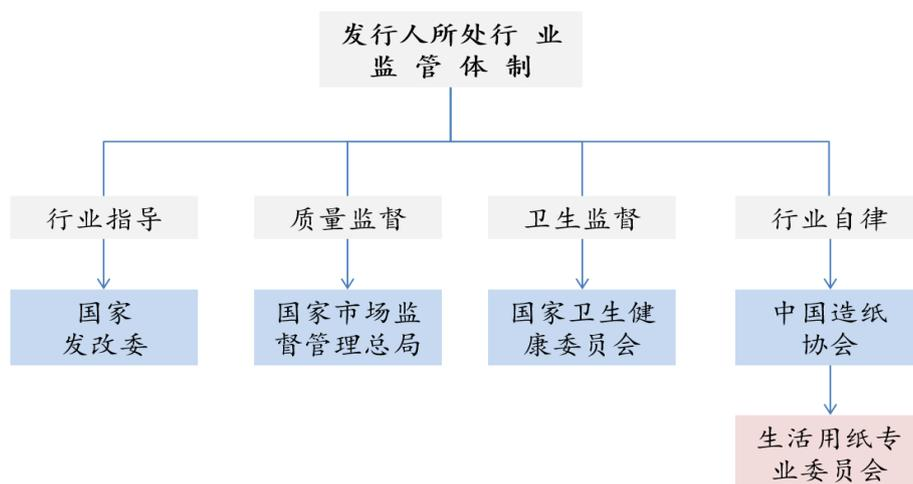 发行人所处行 业
监 管 体 制
行业指导
质量监督
卫生监督
行业自律
国家
发改委
国家市场监
督管理总局
国家卫生健
康委员会
中国造纸
协会
生活用纸专
业委员会